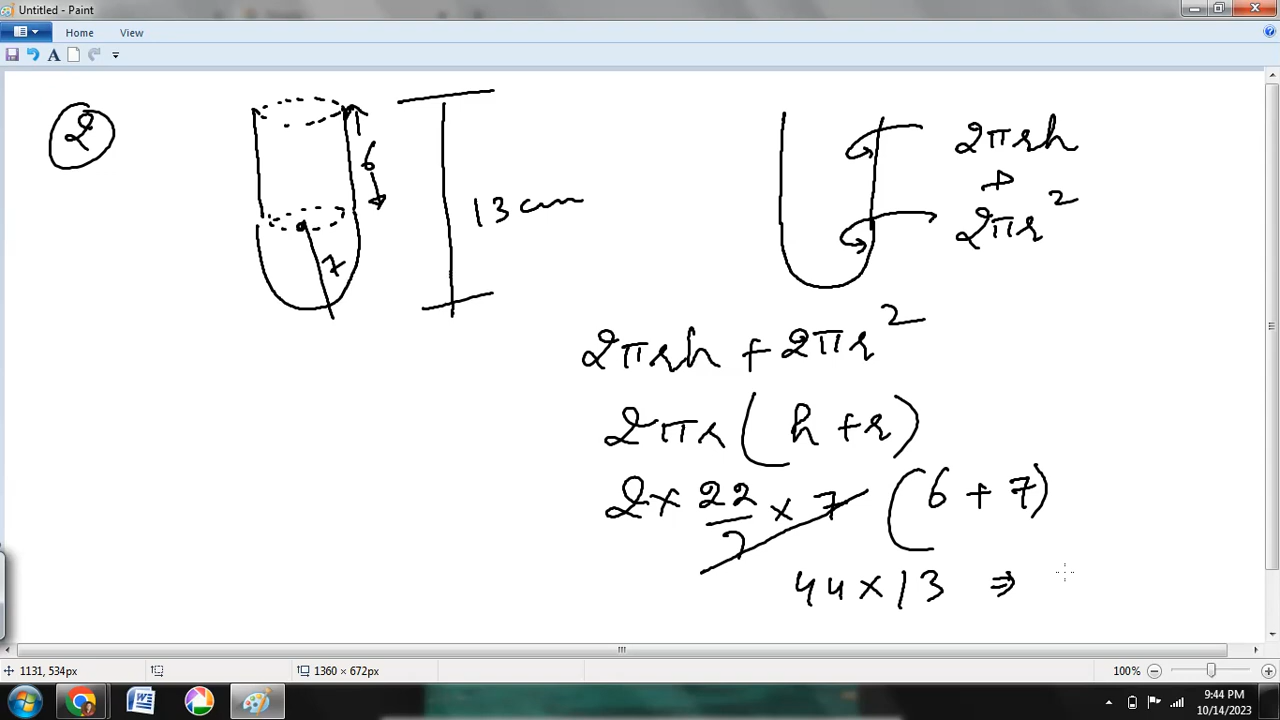 Untitled - Paint
Home View
A
2
6
7
13 cm
2πrh
+
2πr²
2πrh + 2πr²
2πr (h + r)
2 × 22/7 × 7 (6 + 7)
44 × 13 ⇒
1131, 534px
1360 × 672px
100%
9:44 PM
10/14/2023